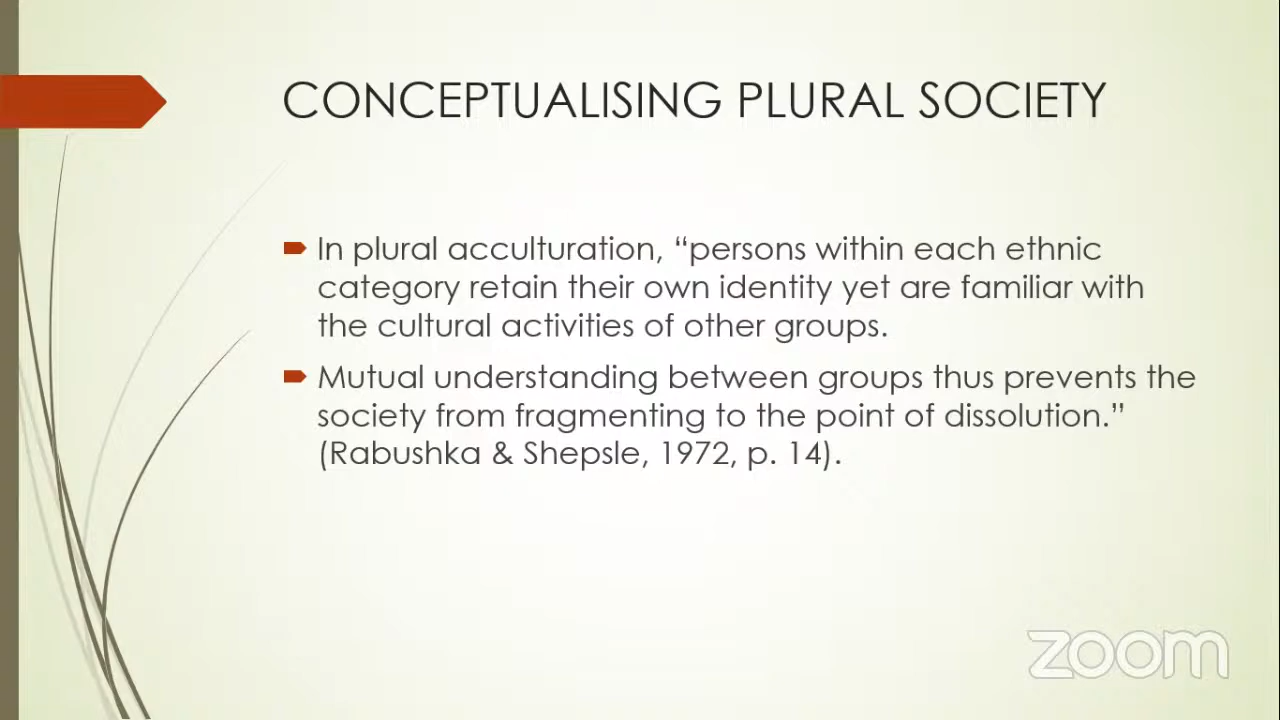 CONCEPTUALISING PLURAL SOCIETY
In plural acculturation, “persons within each ethnic
category retain their own identity yet are familiar with
the cultural activities of other groups.
Mutual understanding between groups thus prevents the
society from fragmenting to the point of dissolution.”
(Rabushka & Shepsle, 1972, p. 14).
zoom